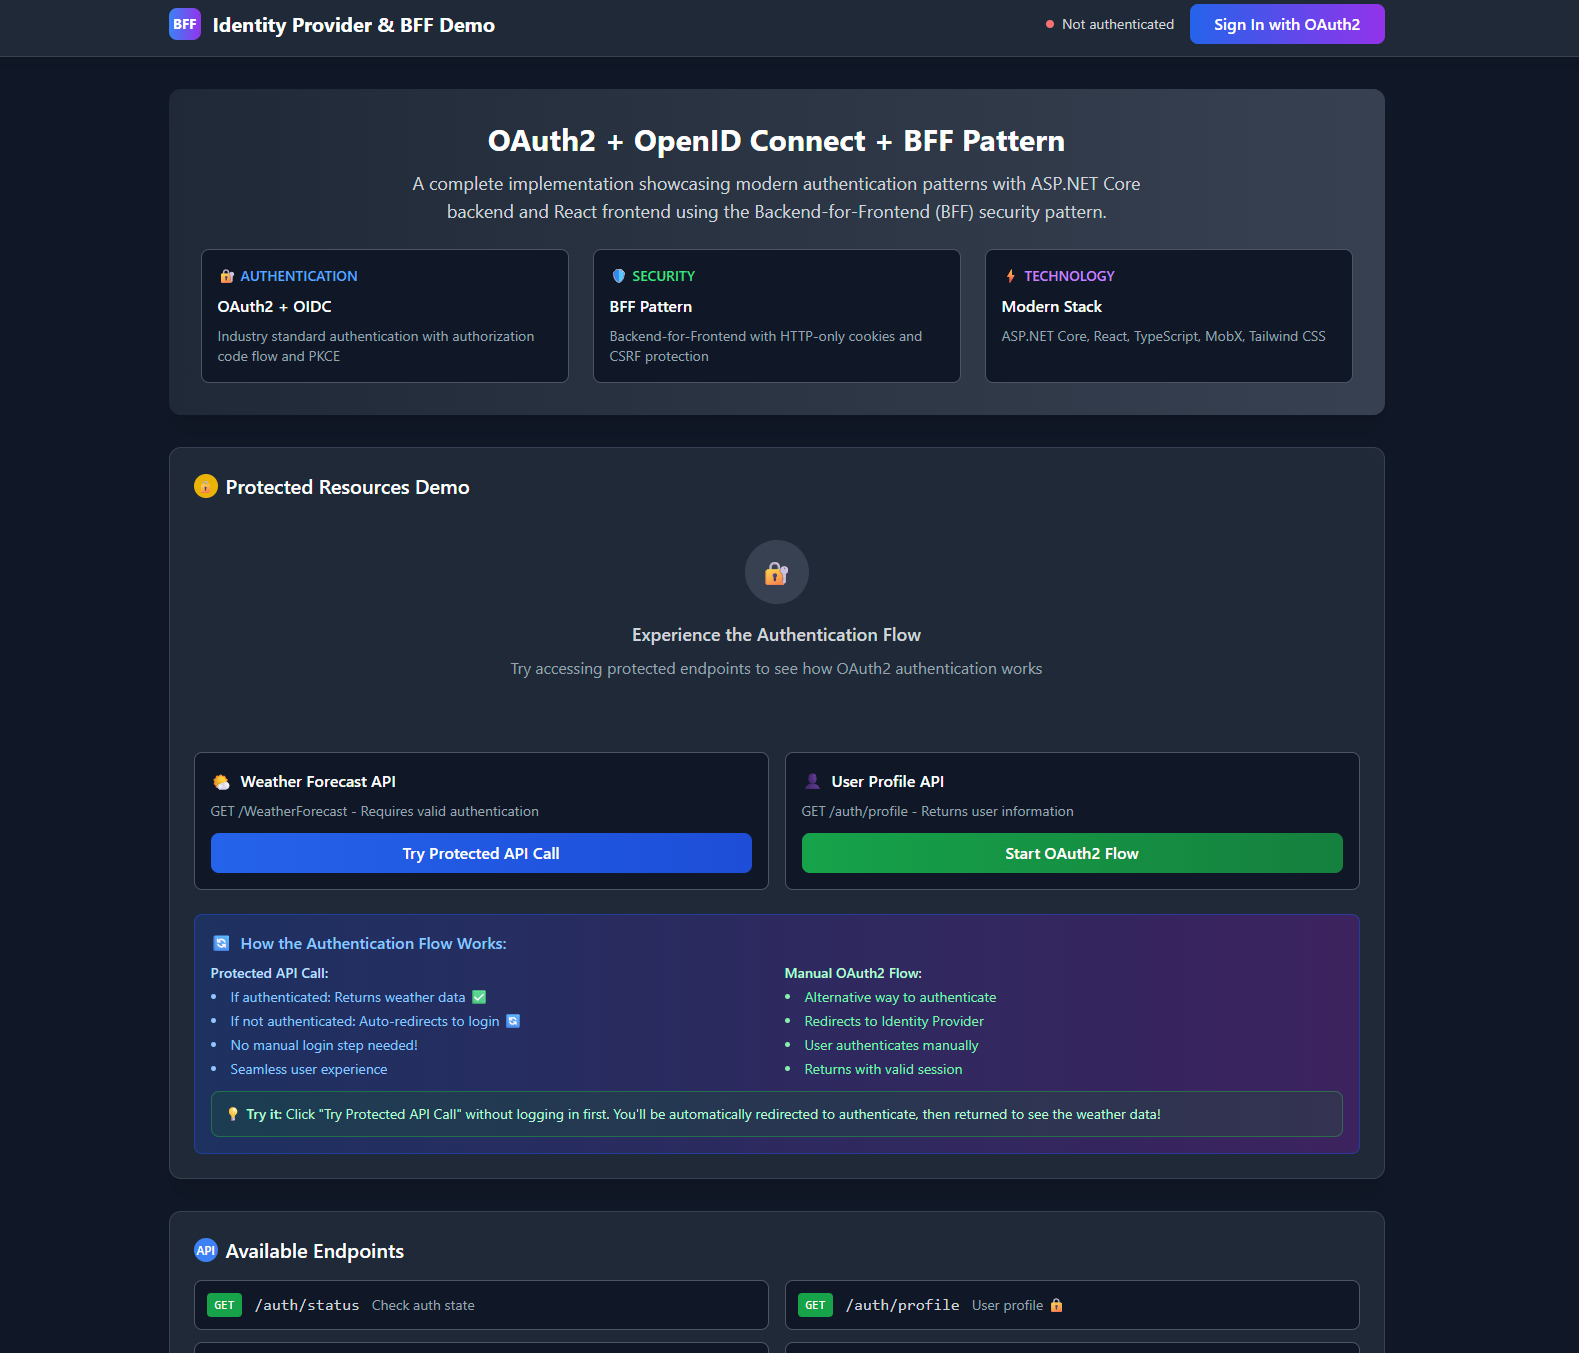 BFF Identity Provider & BFF Demo
Not authenticated
Sign In with OAuth2
OAuth2 + OpenID Connect + BFF Pattern
A complete implementation showcasing modern authentication patterns with ASP.NET Core
backend and React frontend using the Backend-for-Frontend (BFF) security pattern.
AUTHENTICATION
OAuth2 + OIDC
Industry standard authentication with authorization
code flow and PKCE
SECURITY
BFF Pattern
Backend-for-Frontend with HTTP-only cookies and
CSRF protection
TECHNOLOGY
Modern Stack
ASP.NET Core, React, TypeScript, MobX, Tailwind CSS
Protected Resources Demo
Experience the Authentication Flow
Try accessing protected endpoints to see how OAuth2 authentication works
Weather Forecast API
GET /WeatherForecast - Requires valid authentication
Try Protected API Call
User Profile API
GET /auth/profile - Returns user information
Start OAuth2 Flow
How the Authentication Flow Works:
Protected API Call:
• If authenticated: Returns weather data ✅
• If not authenticated: Auto-redirects to login 🔄
• No manual login step needed!
• Seamless user experience
Manual OAuth2 Flow:
• Alternative way to authenticate
• Redirects to Identity Provider
• User authenticates manually
• Returns with valid session
💡 Try it: Click "Try Protected API Call" without logging in first. You'll be automatically redirected to authenticate, then returned to see the weather data!
API Available Endpoints
GET /auth/status Check auth state
GET /auth/profile User profile 🔒